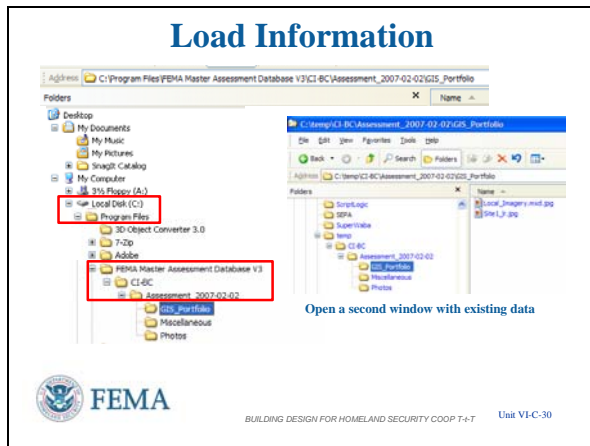 Load Information
Address C:\Program Files\FEMA Master Assessment Database V3\CI-BC\Assessment_2007-02-02\GIS_Portfolio
Folders
Name
Desktop
My Documents
My Music
My Pictures
SnagIt Catalog
My Computer
3½ Floppy (A:)
Local Disk (C:)
Program Files
3D Object Converter 3.0
7-Zip
Adobe
FEMA Master Assessment Database V3
CI-BC
Assessment_2007-02-02
GIS_Portfolio
Miscellaneous
Photos
C:\temp\CI-BC\Assessment_2007-02-02\GIS_Portfolio
File Edit View Favorites Tools Help
Back Search Folders
Address C:\temp\CI-BC\Assessment_2007-02-02\GIS_Portfolio
Folders
Name
ScriptLogic
SEPA
SuperWaba
temp
CI-BC
Assessment_2007-02-02
GIS_Portfolio
Miscellaneous
Photos
Local_Imagery.mxd.jpg
Site1_lr.jpg
Open a second window with existing data
FEMA
BUILDING DESIGN FOR HOMELAND SECURITY COOP T-t-T
Unit VI-C-30